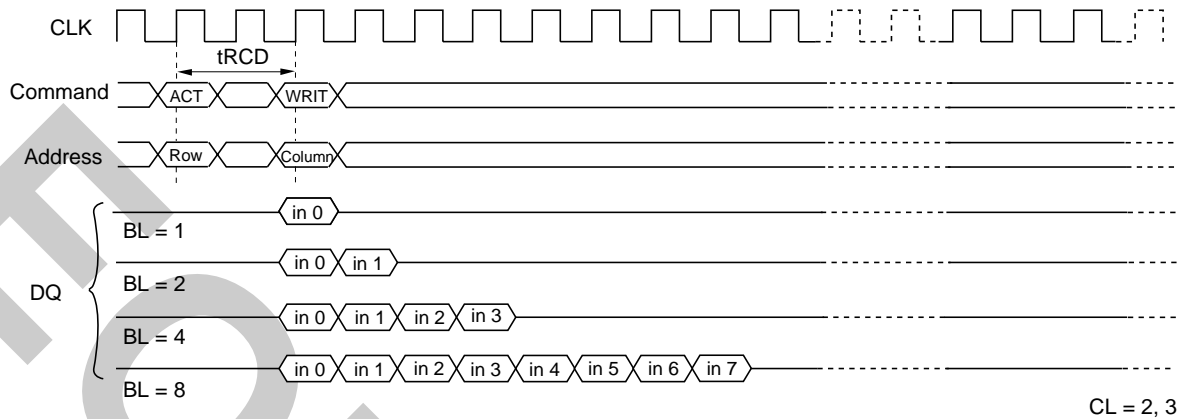 CLK
tRCD
Command ACT WRIT
Address Row Column
in 0
BL = 1
in 0 in 1
BL = 2
DQ
in 0 in 1 in 2 in 3
BL = 4
in 0 in 1 in 2 in 3 in 4 in 5 in 6 in 7
BL = 8
CL = 2, 3